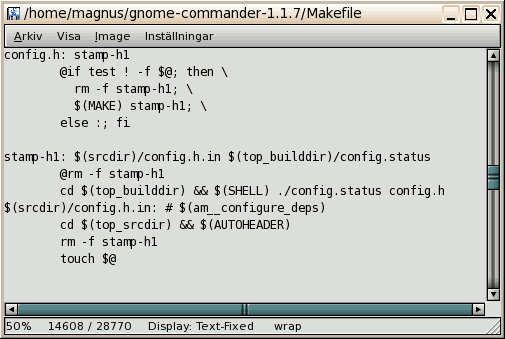 /home/magnus/gnome-commander-1.1.7/Makefile
Arkiv Visa Image Inställningar
config.h: stamp-h1
        @if test ! -f $@; then \
          rm -f stamp-h1; \
          $(MAKE) stamp-h1; \
        else :; fi

stamp-h1: $(srcdir)/config.h.in $(top_builddir)/config.status
        @rm -f stamp-h1
        cd $(top_builddir) && $(SHELL) ./config.status config.h
$(srcdir)/config.h.in: # $(am__configure_deps)
        cd $(top_srcdir) && $(AUTOHEADER)
        rm -f stamp-h1
        touch $@
50% 14608 / 28770 Display: Text-Fixed wrap